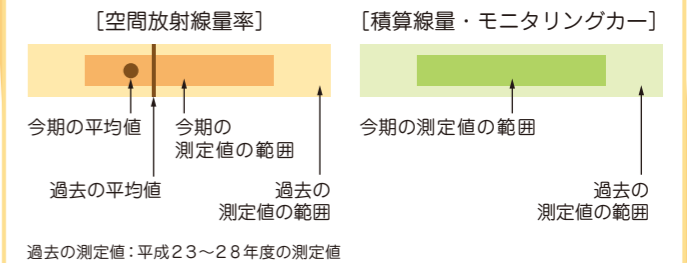 [空間放射線量率]
[積算線量・モニタリングカー]
今期の平均値
今期の
測定値の範囲
過去の平均値
過去の
測定値の範囲
今期の測定値の範囲
過去の
測定値の範囲
過去の測定値:平成23～28年度の測定値